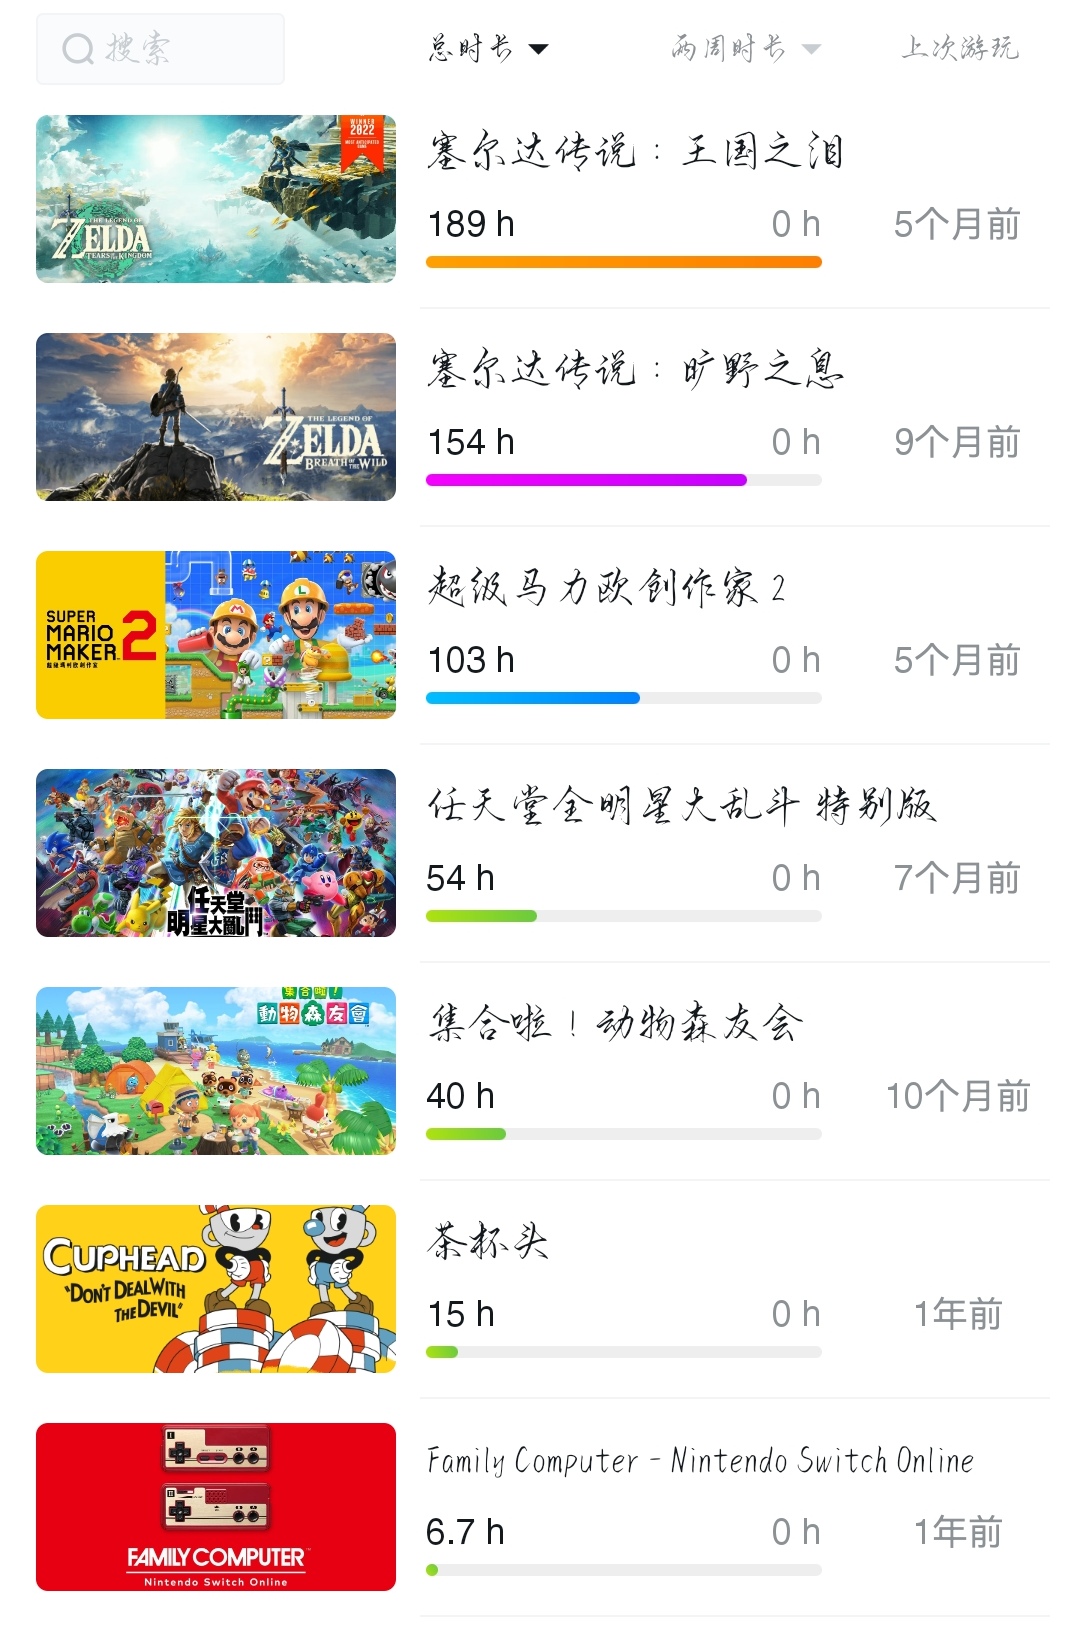 搜索
总时长 两周时长 上次游玩
WINNER
2022
MOST ANTICIPATED
GAME
THE LEGEND OF
ZELDA
TEARS OF THE KINGDOM
塞尔达传说：王国之泪
189 h 0 h 5个月前
THE LEGEND OF
ZELDA
BREATH OF THE WILD
塞尔达传说：旷野之息
154 h 0 h 9个月前
SUPER
MARIO
MAKER 2
超级马力欧创作家 2
103 h 0 h 5个月前
任天堂
明星大亂鬥
任天堂全明星大乱斗 特别版
54 h 0 h 7个月前
集合啦！
動物森友會
集合啦！动物森友会
40 h 0 h 10个月前
CUPHEAD
"DON'T DEAL WITH
THE DEVIL"
茶杯头
15 h 0 h 1年前
I
II
FAMILY COMPUTER™
Nintendo Switch Online
Family Computer - Nintendo Switch Online
6.7 h 0 h 1年前